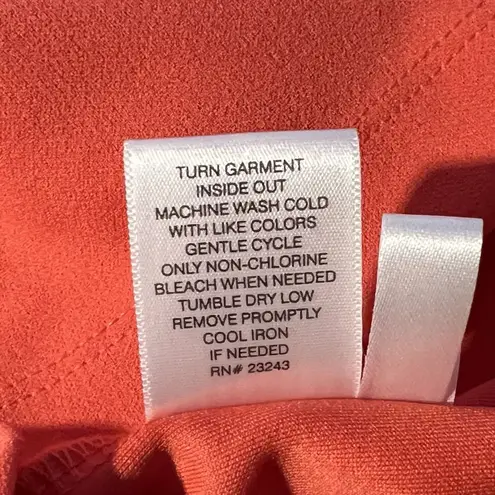 TURN GARMENT
INSIDE OUT
MACHINE WASH COLD
WITH LIKE COLORS
GENTLE CYCLE
ONLY NON-CHLORINE
BLEACH WHEN NEEDED
TUMBLE DRY LOW
REMOVE PROMPTLY
COOL IRON
IF NEEDED
RN# 23243